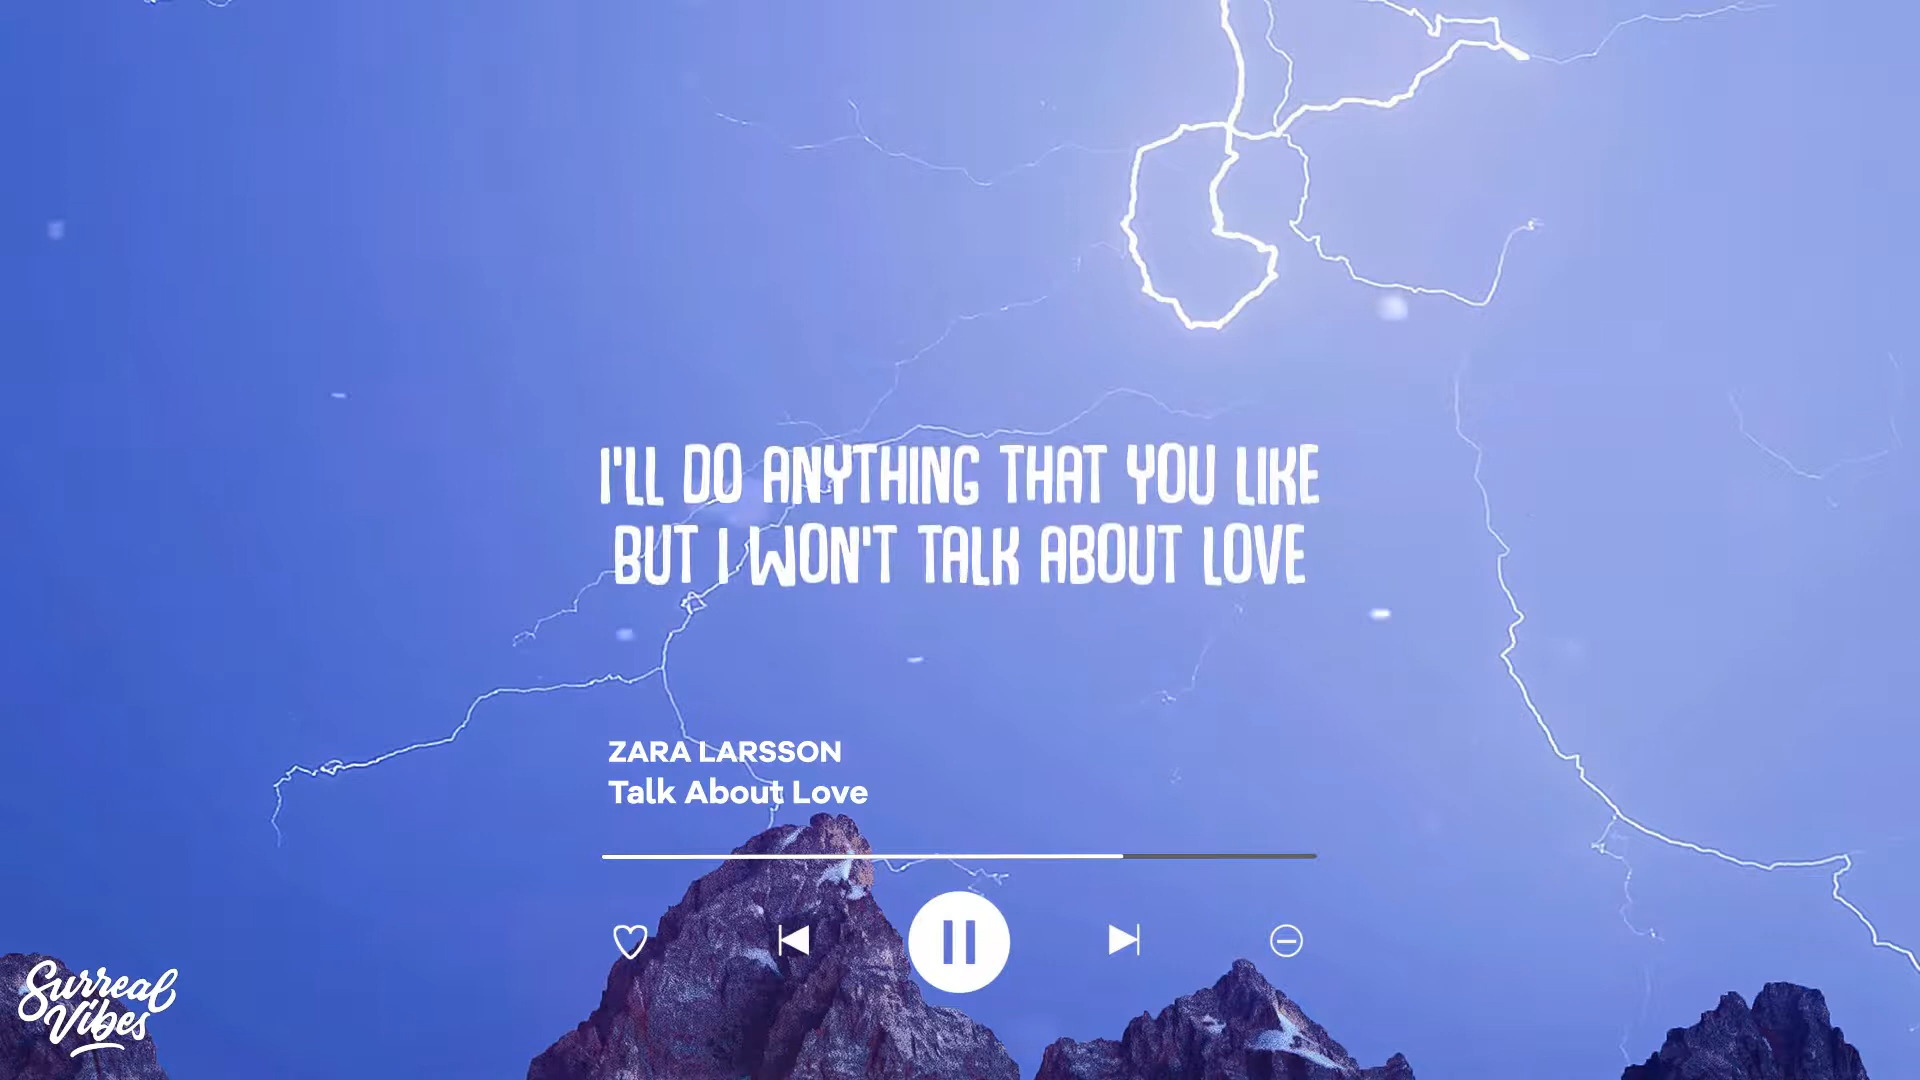 I'LL DO ANYTHING THAT YOU LIKE
BUT I WON'T TALK ABOUT LOVE
ZARA LARSSON
Talk About Love
Surreal
Vibes